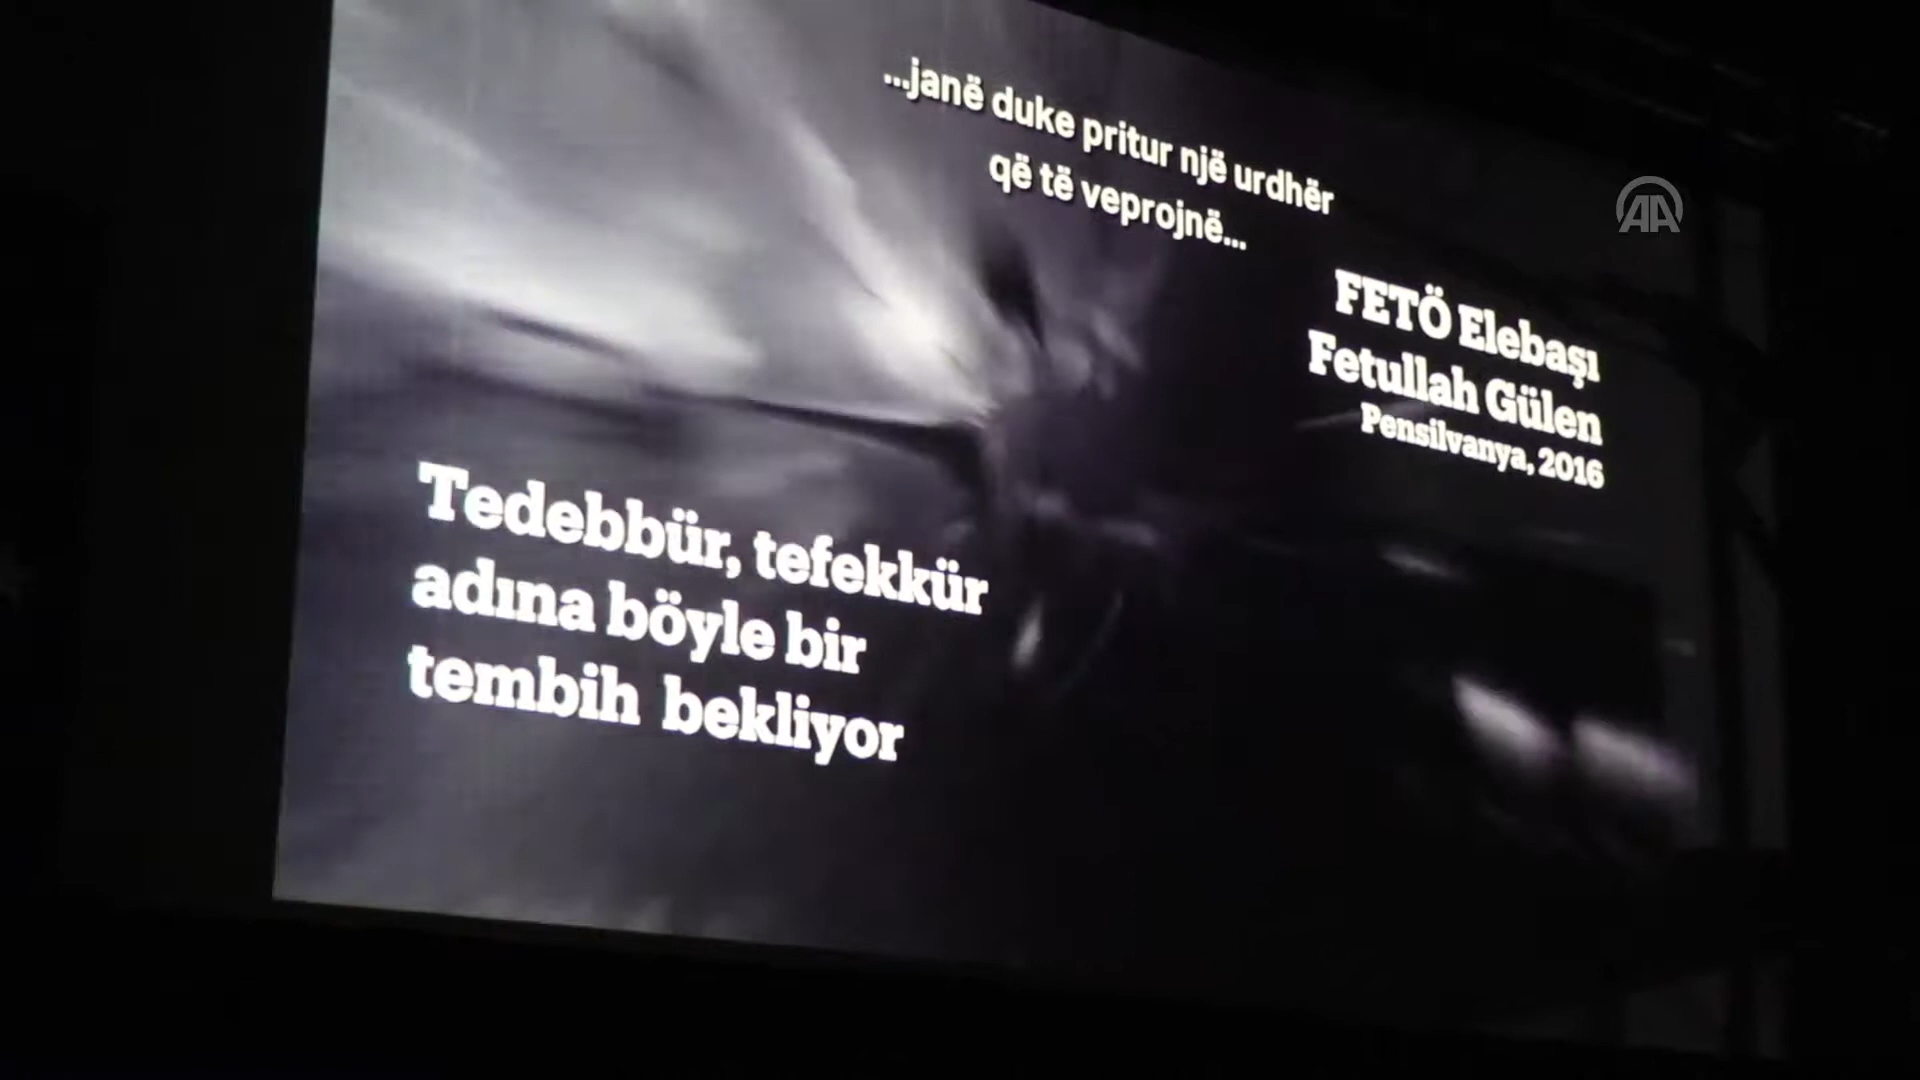 ...janë duke pritur një urdhër
që të veprojnë...
AA
FETÖ Elebaşı
Fetullah Gülen
Pensilvanya, 2016
Tedebbür, tefekkür
adına böyle bir
tembih bekliyor